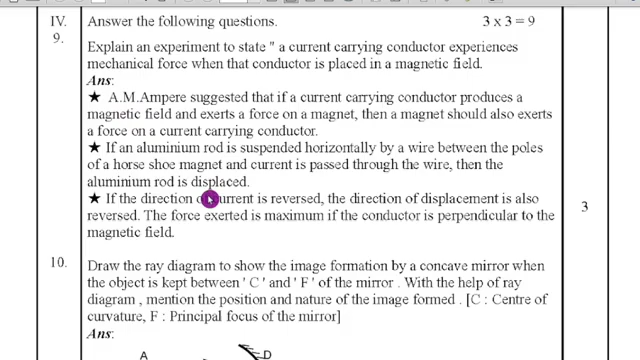 IV. Answer the following questions. 3 x 3 = 9
9. Explain an experiment to state " a current carrying conductor experiences
mechanical force when that conductor is placed in a magnetic field.
Ans:
★ A.M.Ampere suggested that if a current carrying conductor produces a
magnetic field and exerts a force on a magnet, then a magnet should also exerts
a force on a current carrying conductor.
★ If an aluminium rod is suspended horizontally by a wire between the poles
of a horse shoe magnet and current is passed through the wire, then the
aluminium rod is displaced.
★ If the direction of current is reversed, the direction of displacement is also
reversed. The force exerted is maximum if the conductor is perpendicular to the
magnetic field.
3
10. Draw the ray diagram to show the image formation by a concave mirror when
the object is kept between ' C ' and ' F ' of the mirror . With the help of ray
diagram , mention the position and nature of the image formed . [C : Centre of
curvature, F : Principal focus of the mirror]
Ans:
A D